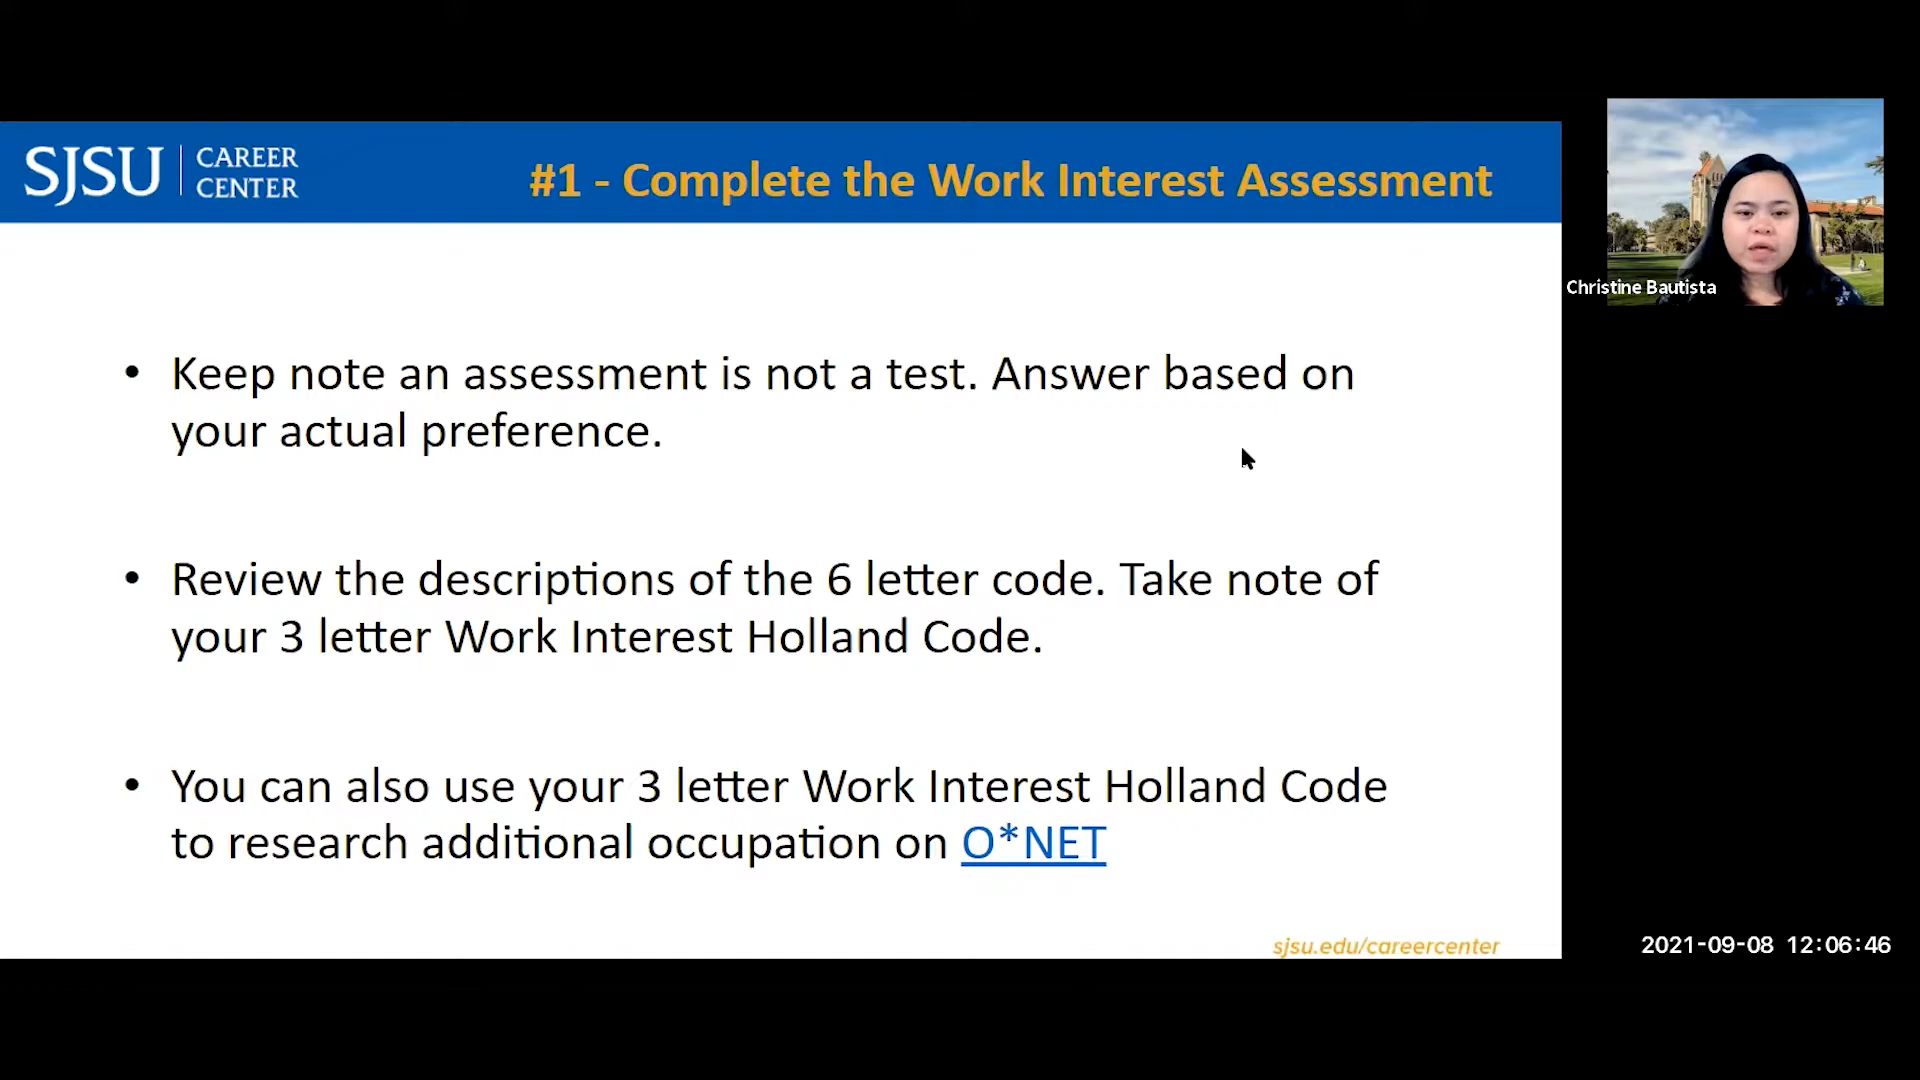 SJSU
CAREER
CENTER
#1 - Complete the Work Interest Assessment
Christine Bautista
• Keep note an assessment is not a test. Answer based on
your actual preference.
• Review the descriptions of the 6 letter code. Take note of
your 3 letter Work Interest Holland Code.
• You can also use your 3 letter Work Interest Holland Code
to research additional occupation on O*NET
sjsu.edu/careercenter
2021-09-08 12:06:46